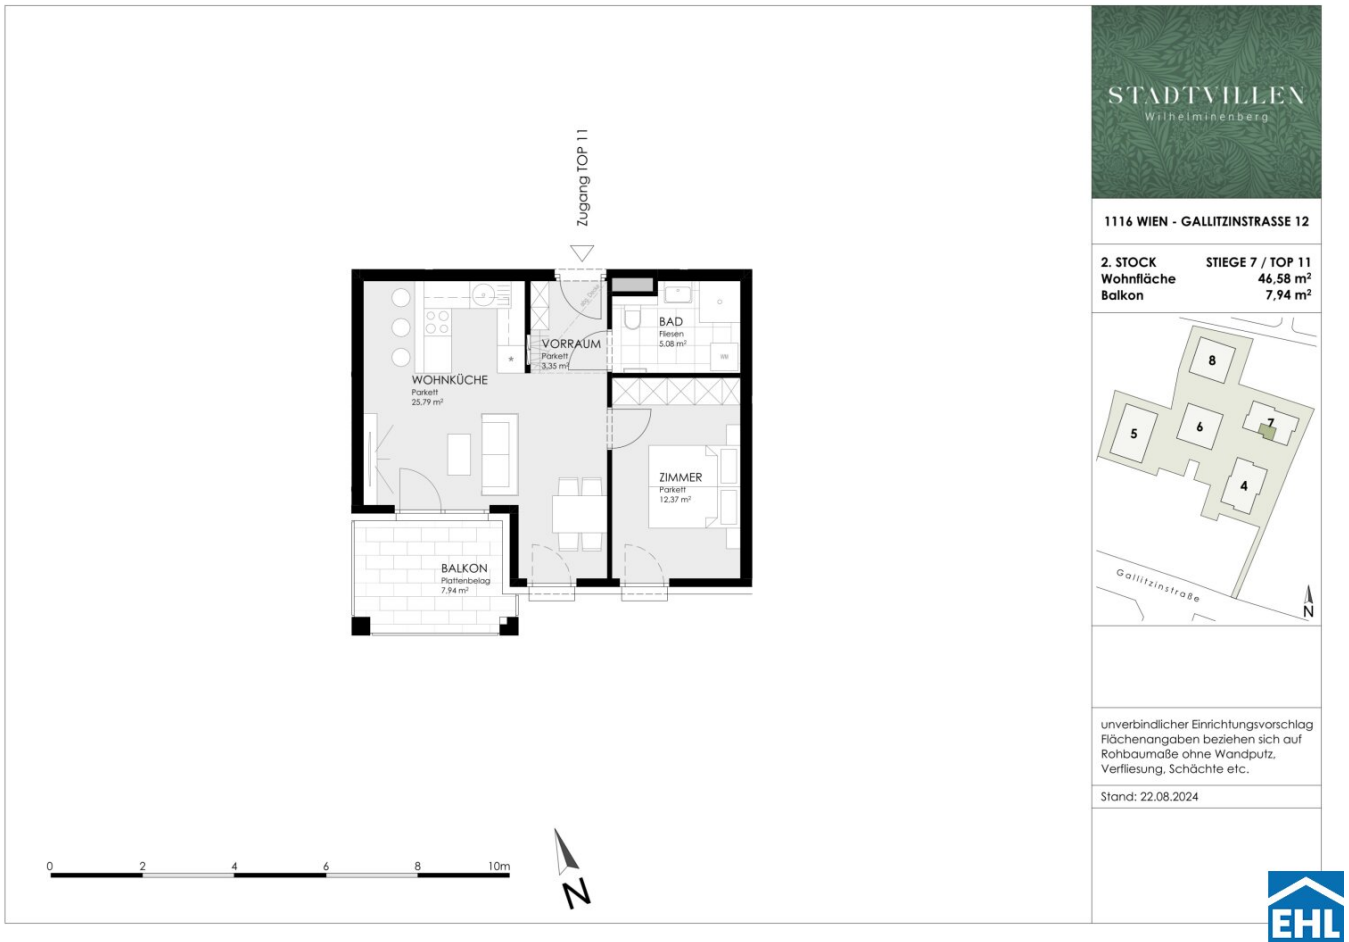 STADTVILLEN
Wilhelminenberg
1116 WIEN - GALLITZINSTRASSE 12
2. STOCK STIEGE 7 / TOP 11
Wohnfläche 46,58 m²
Balkon 7,94 m²
8
5
6
7
4
Gallitzinstraße
N
unverbindlicher Einrichtungsvorschlag
Flächenangaben beziehen sich auf
Rohbaumaße ohne Wandputz,
Verfliesung, Schächte etc.
Stand: 22.08.2024
EHL
Zugang TOP 11
BAD
Fliesen
5.08 m²
WM
VORRAUM
Parkett
3,35 m²
WOHNKÜCHE
Parkett
25,79 m²
*
ZIMMER
Parkett
12,37 m²
BALKON
Plattenbelag
7,94 m²
0 2 4 6 8 10m
N